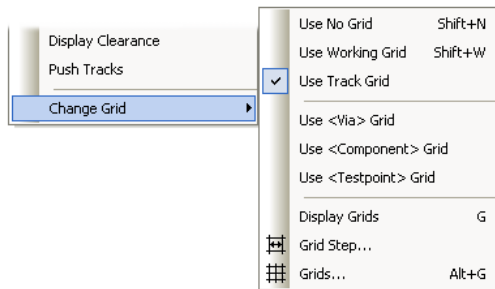 Display Clearance
Push Tracks
Change Grid
Use No Grid Shift+N
Use Working Grid Shift+W
Use Track Grid
Use <Via> Grid
Use <Component> Grid
Use <Testpoint> Grid
Display Grids G
Grid Step...
Grids... Alt+G